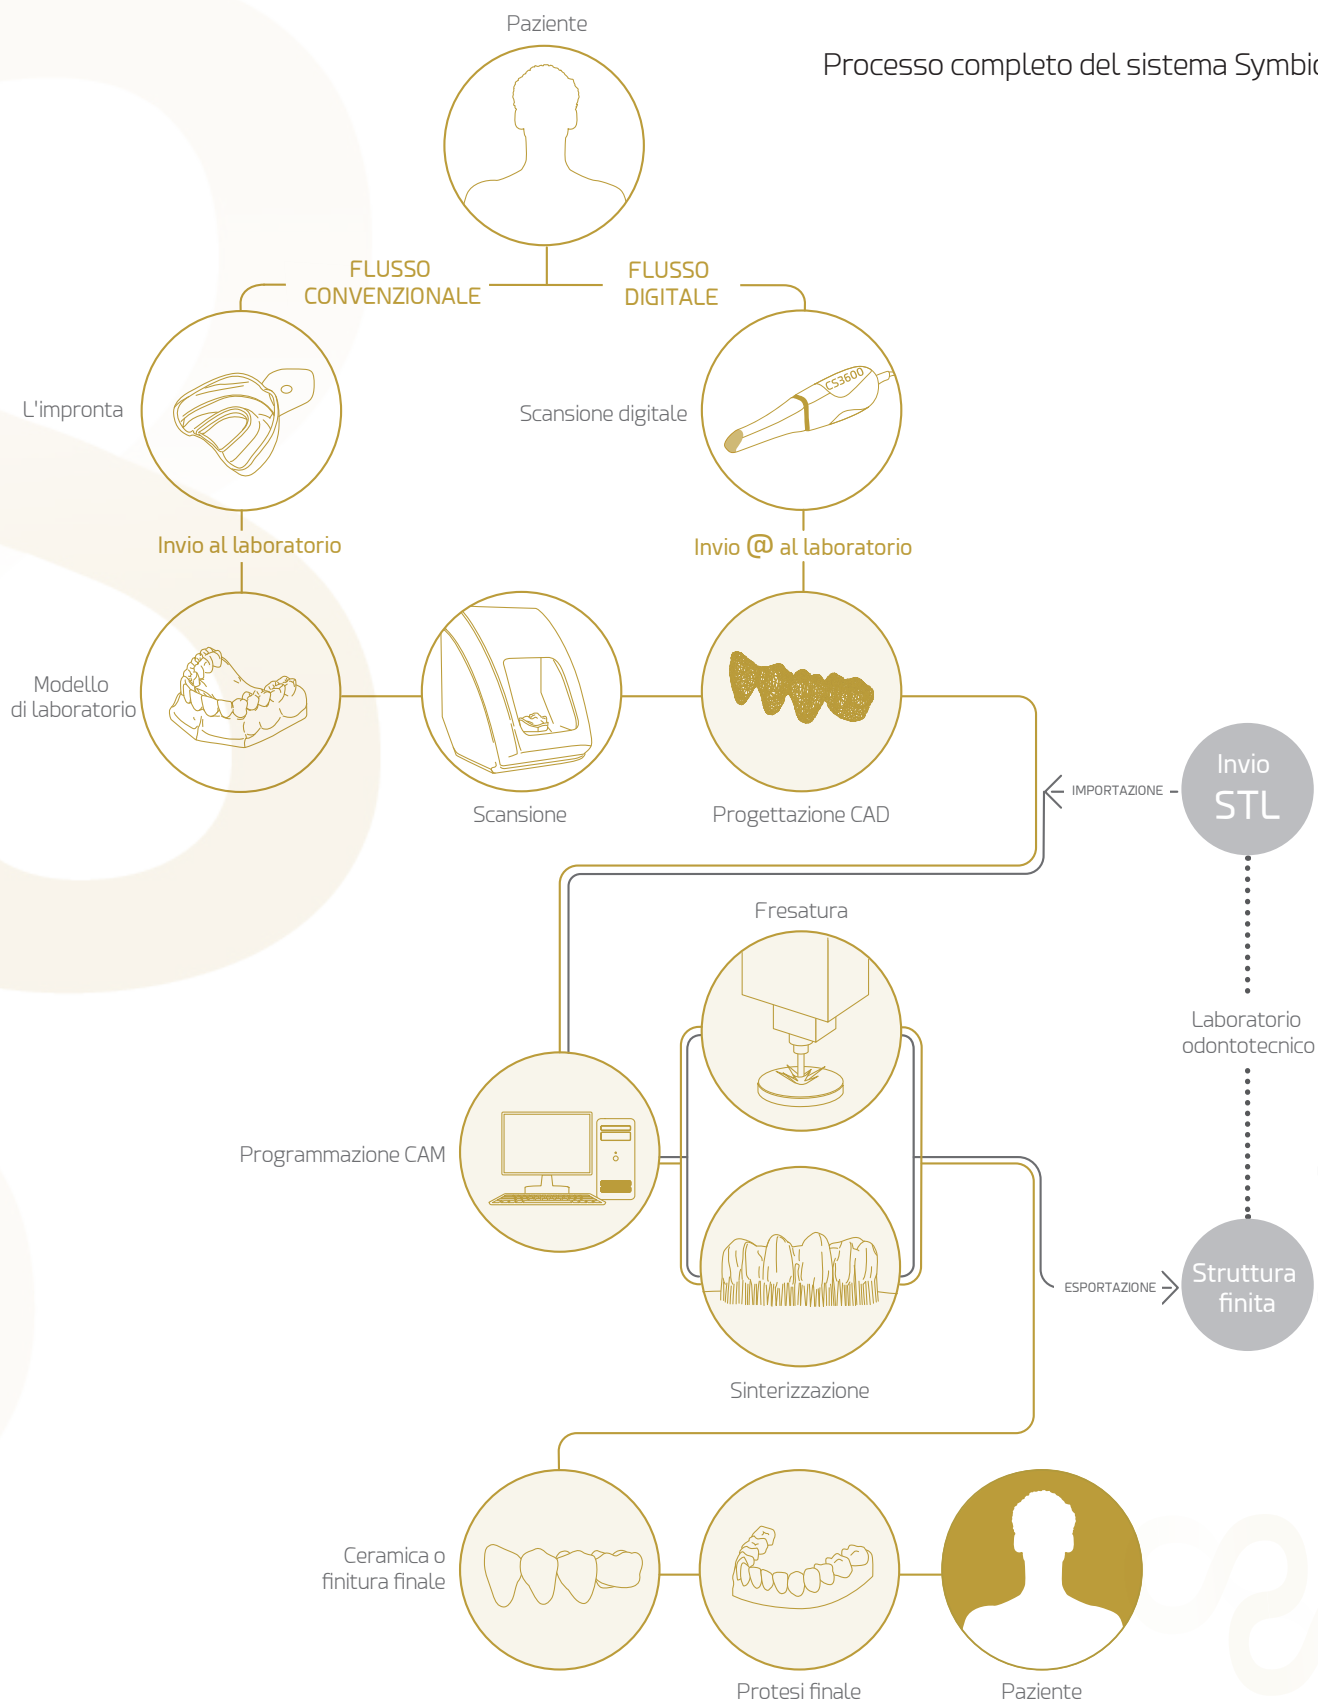 Paziente
Processo completo del sistema
FLUSSO
CONVENZIONALE
FLUSSO
DIGITALE
L'impronta
Scansione digitale
CS3600
Invio al laboratorio
Invio @ al laboratorio
Modello
di laboratorio
Scansione
Progettazione CAD
IMPORTAZIONE
Invio
STL
Fresatura
Laboratorio
odontotecnico
Programmazione CAM
ESPORTAZIONE
Struttura
finita
Sinterizzazione
Ceramica o
finitura finale
Protesi finale
Paziente